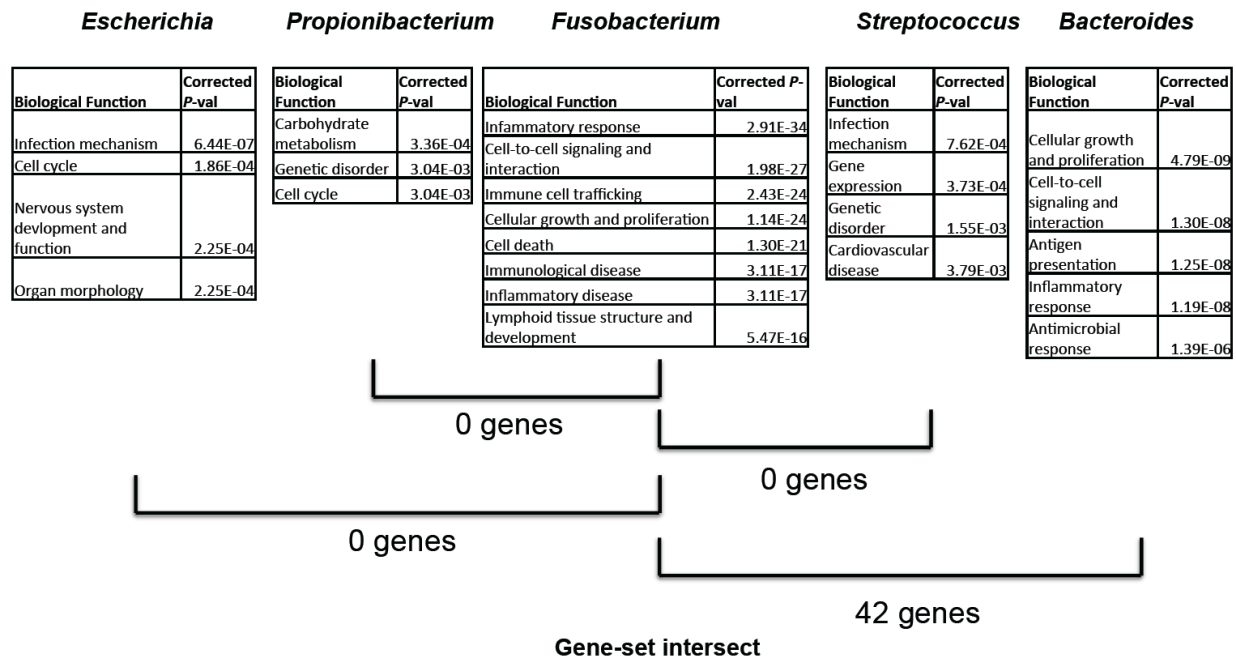 Escherichia
Propionibacterium
Fusobacterium
Streptococcus
Bacteroides
Biological Function
Corrected
P-val
Infection mechanism 6.44E-07
Cell cycle 1.86E-04
Nervous system
devlopment and
function 2.25E-04
Organ morphology 2.25E-04
Biological
Function
Corrected
P-val
Carbohydrate
metabolism 3.36E-04
Genetic disorder 3.04E-03
Cell cycle 3.04E-03
Biological Function
Corrected P-
val
Infammatory response 2.91E-34
Cell-to-cell signaling and
interaction 1.98E-27
Immune cell trafficking 2.43E-24
Cellular growth and proliferation 1.14E-24
Cell death 1.30E-21
Immunological disease 3.11E-17
Inflammatory disease 3.11E-17
Lymphoid tissue structure and
development 5.47E-16
Biological
Function
Corrected
P-val
Infection
mechanism 7.62E-04
Gene
expression 3.73E-04
Genetic
disorder 1.55E-03
Cardiovascular
disease 3.79E-03
Biological
Function
Corrected
P-val
Cellular growth
and proliferation 4.79E-09
Cell-to-cell
signaling and
interaction 1.30E-08
Antigen
presentation 1.25E-08
Inflammatory
response 1.19E-08
Antimicrobial
response 1.39E-06
0 genes
0 genes
0 genes
42 genes
Gene-set intersect